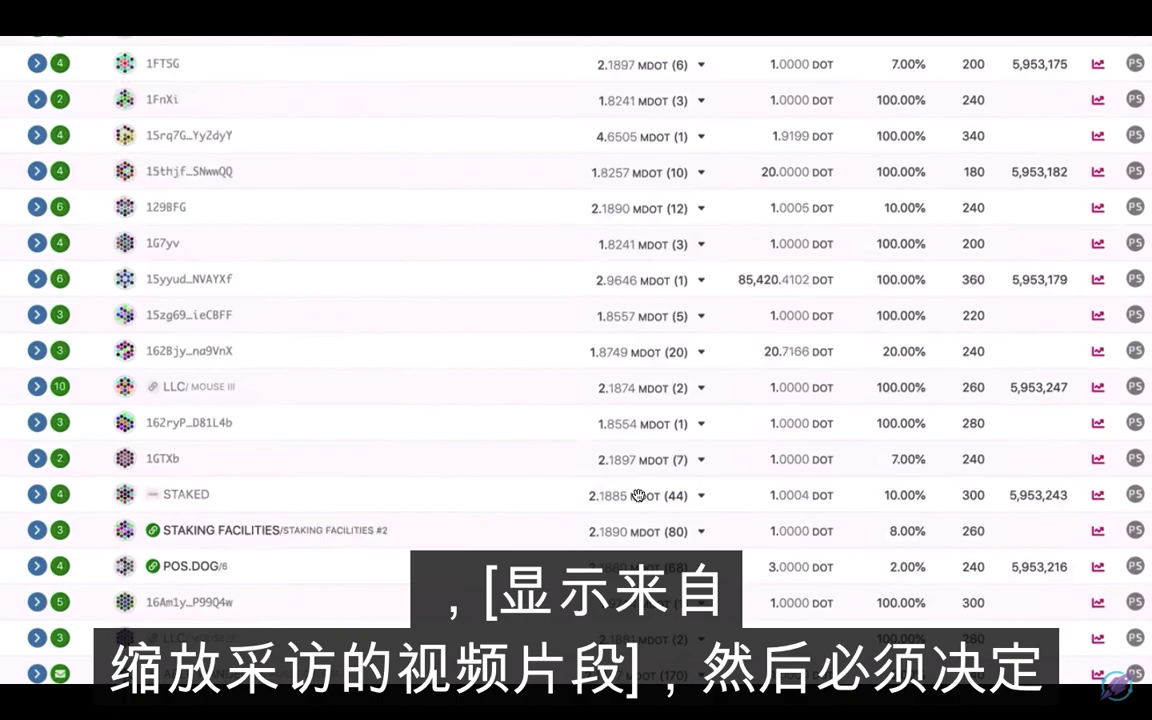 4 1FTSG 2.1897 MDOT (6) 1.0000 DOT 7.00% 200 5,953,175 PS
2 1FnXi 1.8241 MDOT (3) 1.0000 DOT 100.00% 240 PS
4 15rq7G_Yy2dyY 4.6505 MDOT (1) 1.9199 DOT 100.00% 340 PS
4 15thjf_SNwwQQ 1.8257 MDOT (10) 20.0000 DOT 100.00% 180 5,953,182 PS
6 129BFG 2.1890 MDOT (12) 1.0005 DOT 10.00% 240 PS
4 1G7yv 1.8241 MDOT (3) 1.0000 DOT 100.00% 200 PS
6 15yyud_NVAYXf 2.9646 MDOT (1) 85,420.4102 DOT 100.00% 360 5,953,179 PS
3 15zg69_ieCBFF 1.8557 MDOT (5) 1.0000 DOT 100.00% 220 PS
3 162Bjy_na9VnX 1.8749 MDOT (20) 20.7166 DOT 20.00% 240 PS
10 LLC/ MOUSE III 2.1874 MDOT (2) 1.0000 DOT 100.00% 260 5,953,247 PS
3 162ryP_D81L4b 1.8554 MDOT (1) 1.0000 DOT 100.00% 280 PS
2 1GTXb 2.1897 MDOT (7) 1.0000 DOT 7.00% 240 PS
4 STAKED 2.1885 MDOT (44) 1.0004 DOT 10.00% 300 5,953,243 PS
3 STAKING FACILITIES/STAKING FACILITIES #2 2.1890 MDOT (80) 1.0000 DOT 8.00% 260 PS
4 POS.DOG/6 (68) 3.0000 DOT 2.00% 240 5,953,216 PS
5 16Am1y_P99Q4w 1.0000 DOT 100.00% 300 PS
，[显示来自
3 LLC/ (2) 100.00% 280 PS
缩放采访的视频片段]，然后必须决定
(170)